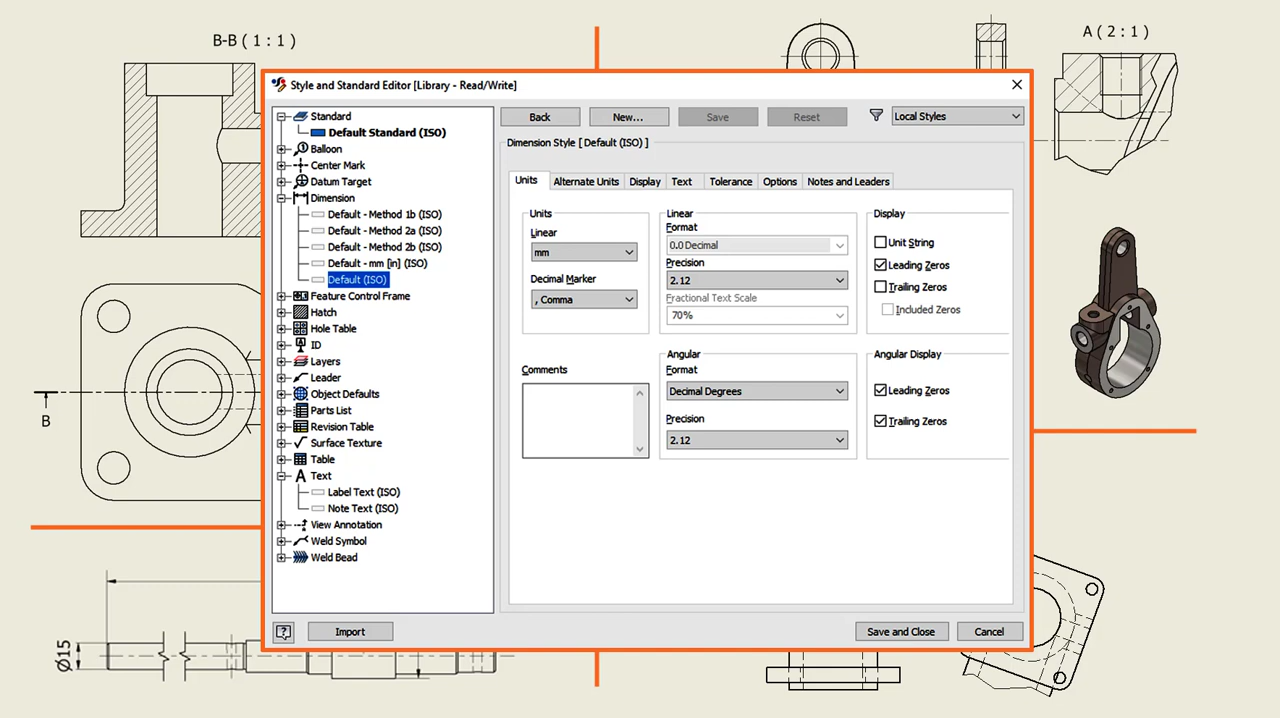 B-B ( 1 : 1 )
A ( 2 : 1 )
Style and Standard Editor [Library - Read/Write]
Standard
Default Standard (ISO)
Balloon
Center Mark
Datum Target
Dimension
Default - Method 1b (ISO)
Default - Method 2a (ISO)
Default - Method 2b (ISO)
Default - mm [in] (ISO)
Default (ISO)
Feature Control Frame
Hatch
Hole Table
ID
Layers
Leader
Object Defaults
Parts List
Revision Table
Surface Texture
Table
Text
Label Text (ISO)
Note Text (ISO)
View Annotation
Weld Symbol
Weld Bead
Back
New...
Save
Reset
Local Styles
Dimension Style [ Default (ISO) ]
Units
Alternate Units
Display
Text
Tolerance
Options
Notes and Leaders
Units
Linear
mm
Decimal Marker
, Comma
Linear
Format
0.0 Decimal
Precision
2.12
Fractional Text Scale
70%
Display
Unit String
Leading Zeros
Trailing Zeros
Included Zeros
Comments
Angular
Format
Decimal Degrees
Precision
2.12
Angular Display
Leading Zeros
Trailing Zeros
Import
Save and Close
Cancel
B
Ø15